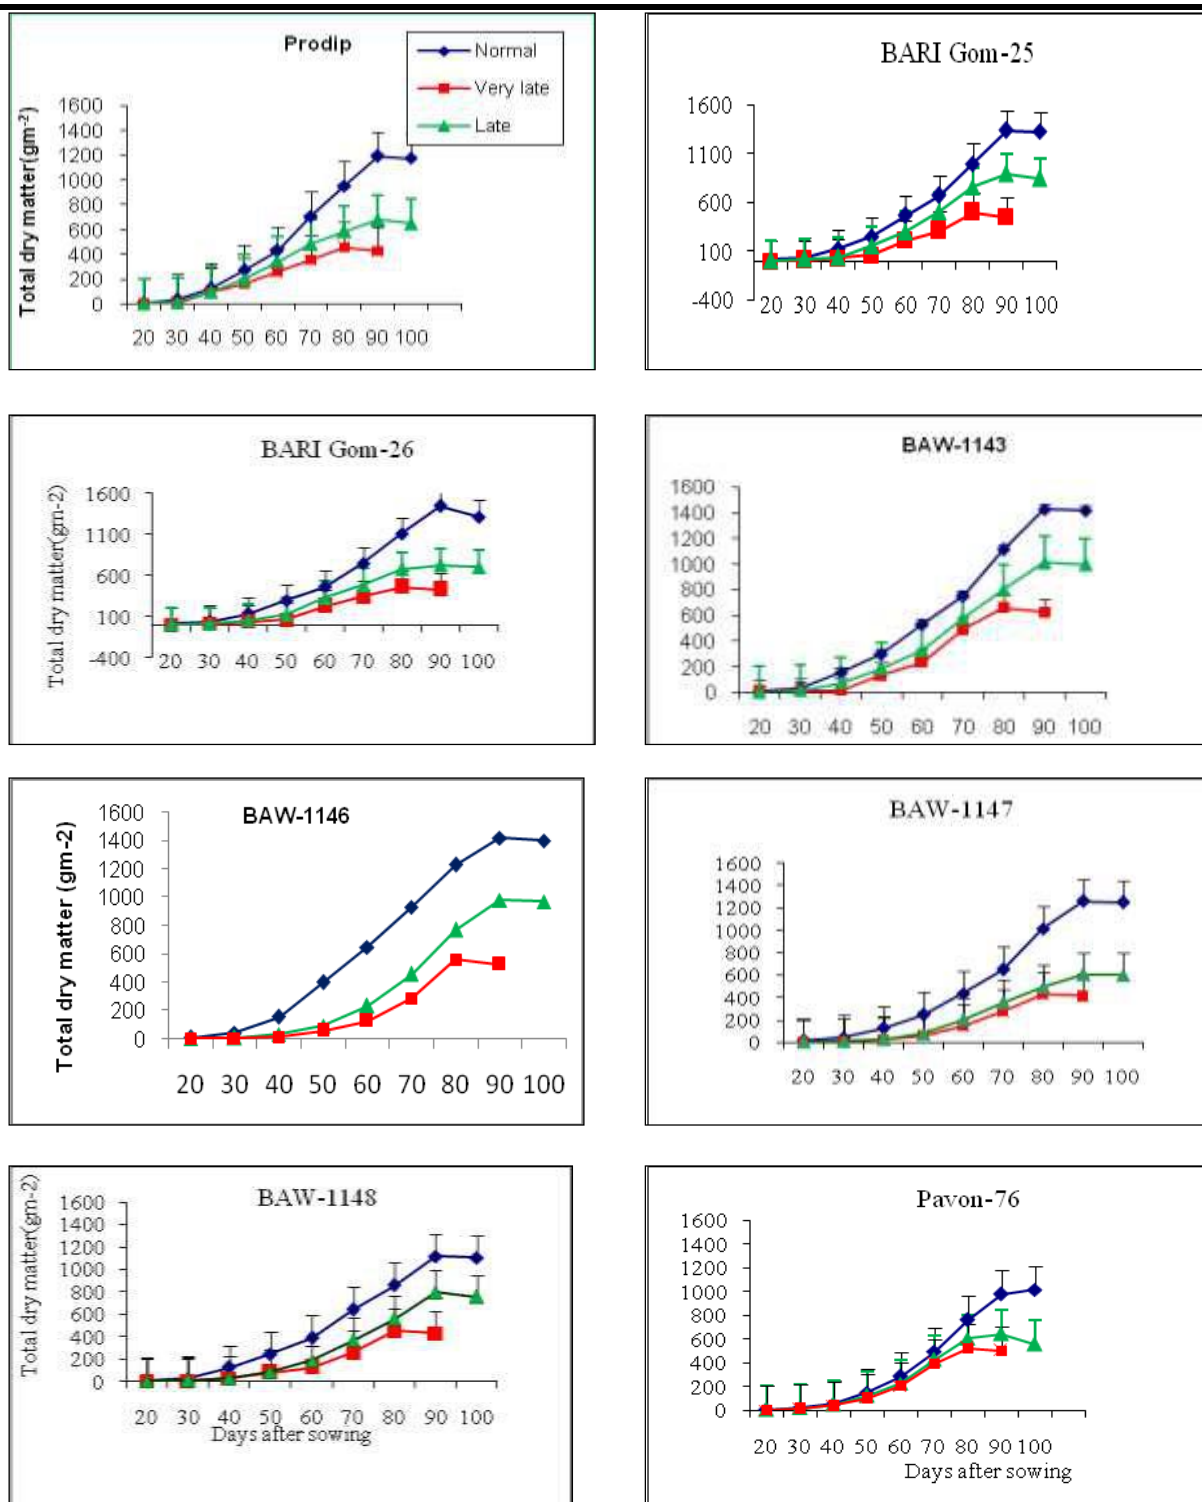 Prodip
Normal
Very late
Late
Total dry matter(gm-2)
1600
1400
1200
1000
800
600
400
200
0
20 30 40 50 60 70 80 90 100
BARI Gom-25
1600
1100
600
100
-400
20 30 40 50 60 70 80 90 100
BARI Gom-26
Total dry matter(gm-2)
1600
1100
600
100
-400
20 30 40 50 60 70 80 90 100
BAW-1143
1600
1400
1200
1000
800
600
400
200
0
20 30 40 50 60 70 80 90 100
BAW-1146
Total dry matter (gm-2)
1600
1400
1200
1000
800
600
400
200
0
20 30 40 50 60 70 80 90 100
BAW-1147
1600
1400
1200
1000
800
600
400
200
0
20 30 40 50 60 70 80 90 100
BAW-1148
Total dry matter(gm-2)
1600
1400
1200
1000
800
600
400
200
0
20 30 40 50 60 70 80 90 100
Days after sowing
Pavon-76
1600
1400
1200
1000
800
600
400
200
0
20 30 40 50 60 70 80 90 100
Days after sowing